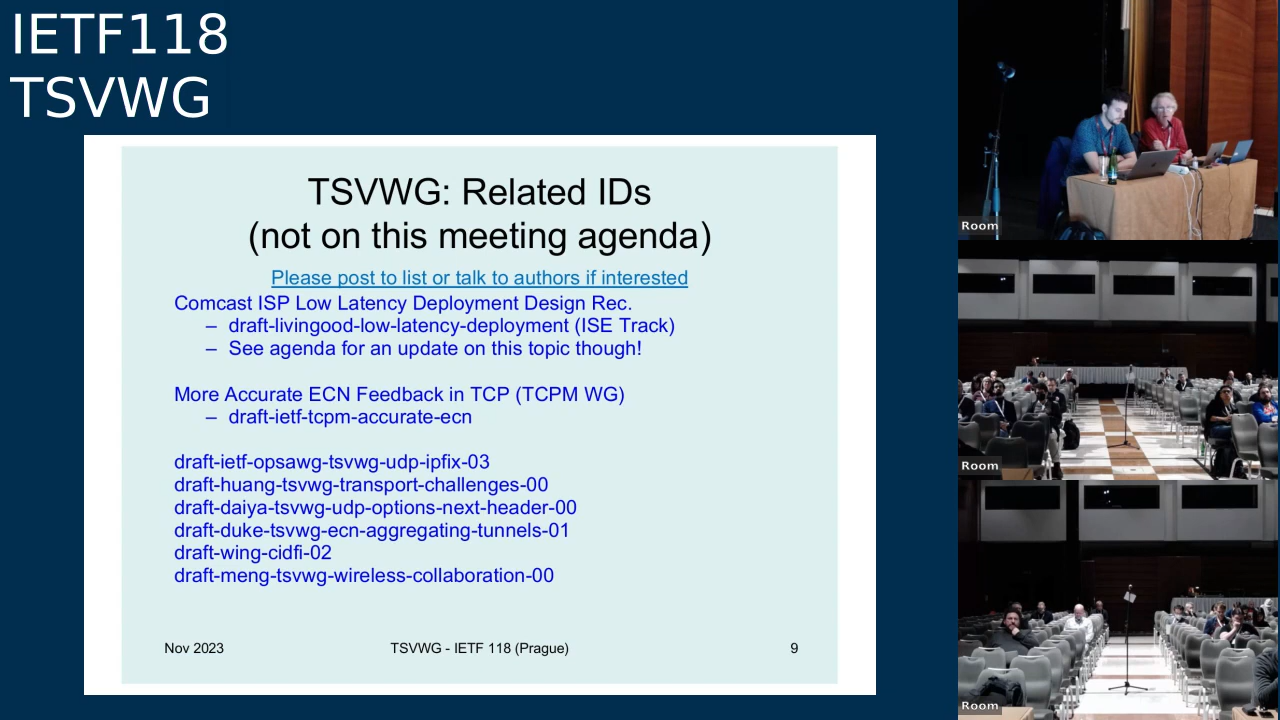 IETF118
TSVWG
TSVWG: Related IDs
(not on this meeting agenda)
Please post to list or talk to authors if interested
Comcast ISP Low Latency Deployment Design Rec.
– draft-livingood-low-latency-deployment (ISE Track)
– See agenda for an update on this topic though!
More Accurate ECN Feedback in TCP (TCPM WG)
– draft-ietf-tcpm-accurate-ecn
draft-ietf-opsawg-tsvwg-udp-ipfix-03
draft-huang-tsvwg-transport-challenges-00
draft-daiya-tsvwg-udp-options-next-header-00
draft-duke-tsvwg-ecn-aggregating-tunnels-01
draft-wing-cidfi-02
draft-meng-tsvwg-wireless-collaboration-00
Nov 2023
TSVWG - IETF 118 (Prague)
9
Room
Room
Room